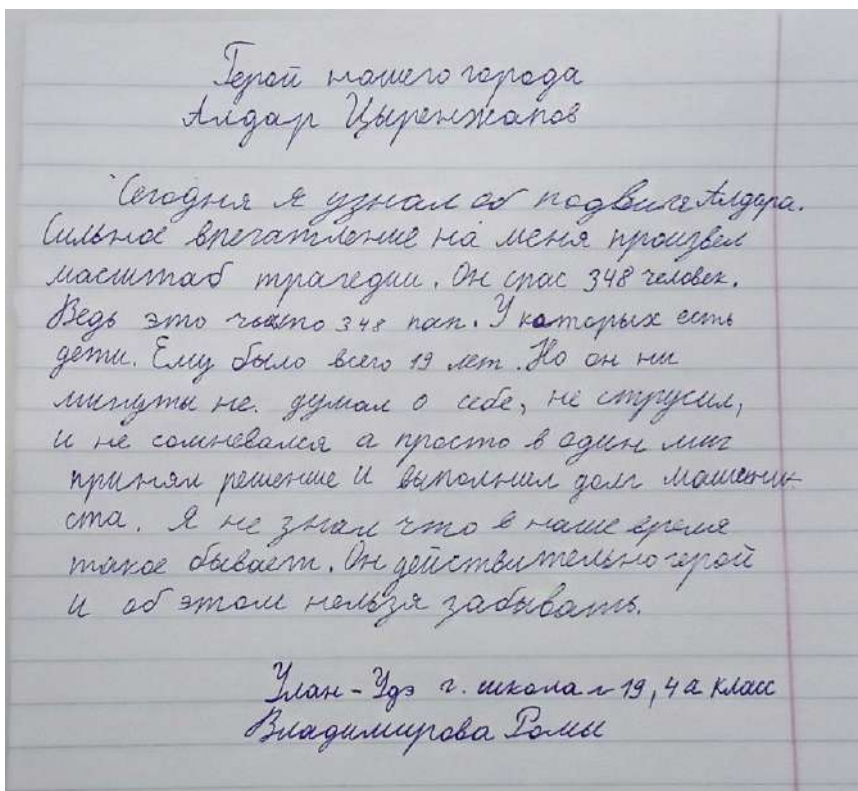 Герой нашего города
Алдар Цыренжапов
Сегодня я узнал об подвиге Алдара.
Сильное впечатление на меня произвел
масштаб трагедии. Он спас 348 человек.
Ведь это чьито 348 пап. У которых есть
дети. Ему было всего 19 лет. Но он ни
минуты не. думал о себе, не струсил,
и не сомневался а просто в один миг
принял решение и выполнил долг машини-
ста. Я не знал что в наше время
такое бывает. Он действительно герой
и об этом нельзя забывать.
Улан-Удэ г. школа № 19, 4а класс
Владимирова Ромы